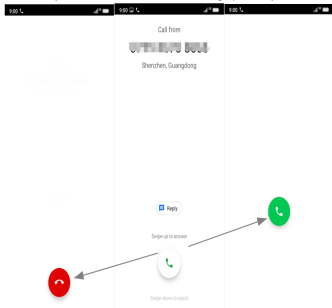 9:00
9:00
9:00
Call from
Shenzhen, Guangdong
Reply
Swipe up to answer
Swipe down to reject